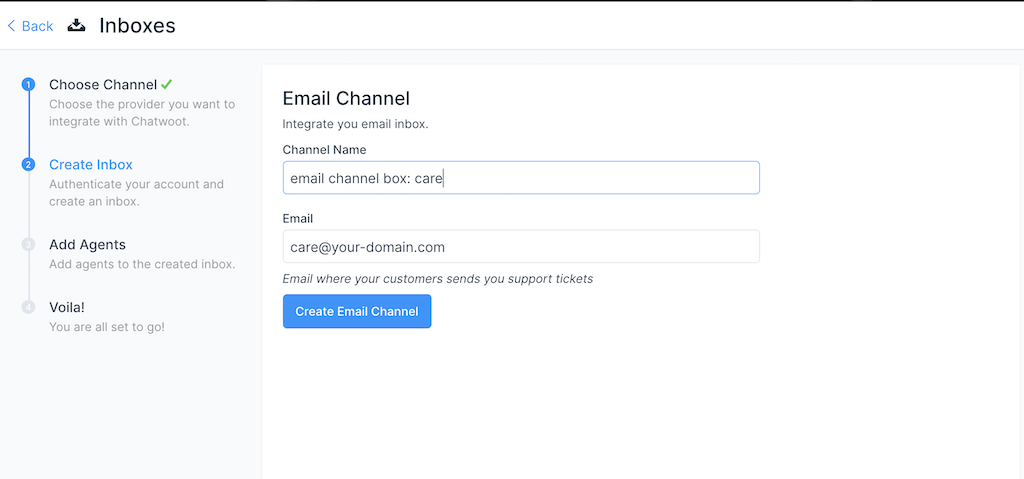 Back
Inboxes
1
Choose Channel
Choose the provider you want to
integrate with Chatwoot.
2
Create Inbox
Authenticate your account and
create an inbox.
3
Add Agents
Add agents to the created inbox.
4
Voila!
You are all set to go!
Email Channel
Integrate you email inbox.
Channel Name
email channel box: care
Email
care@your-domain.com
Email where your customers sends you support tickets
Create Email Channel